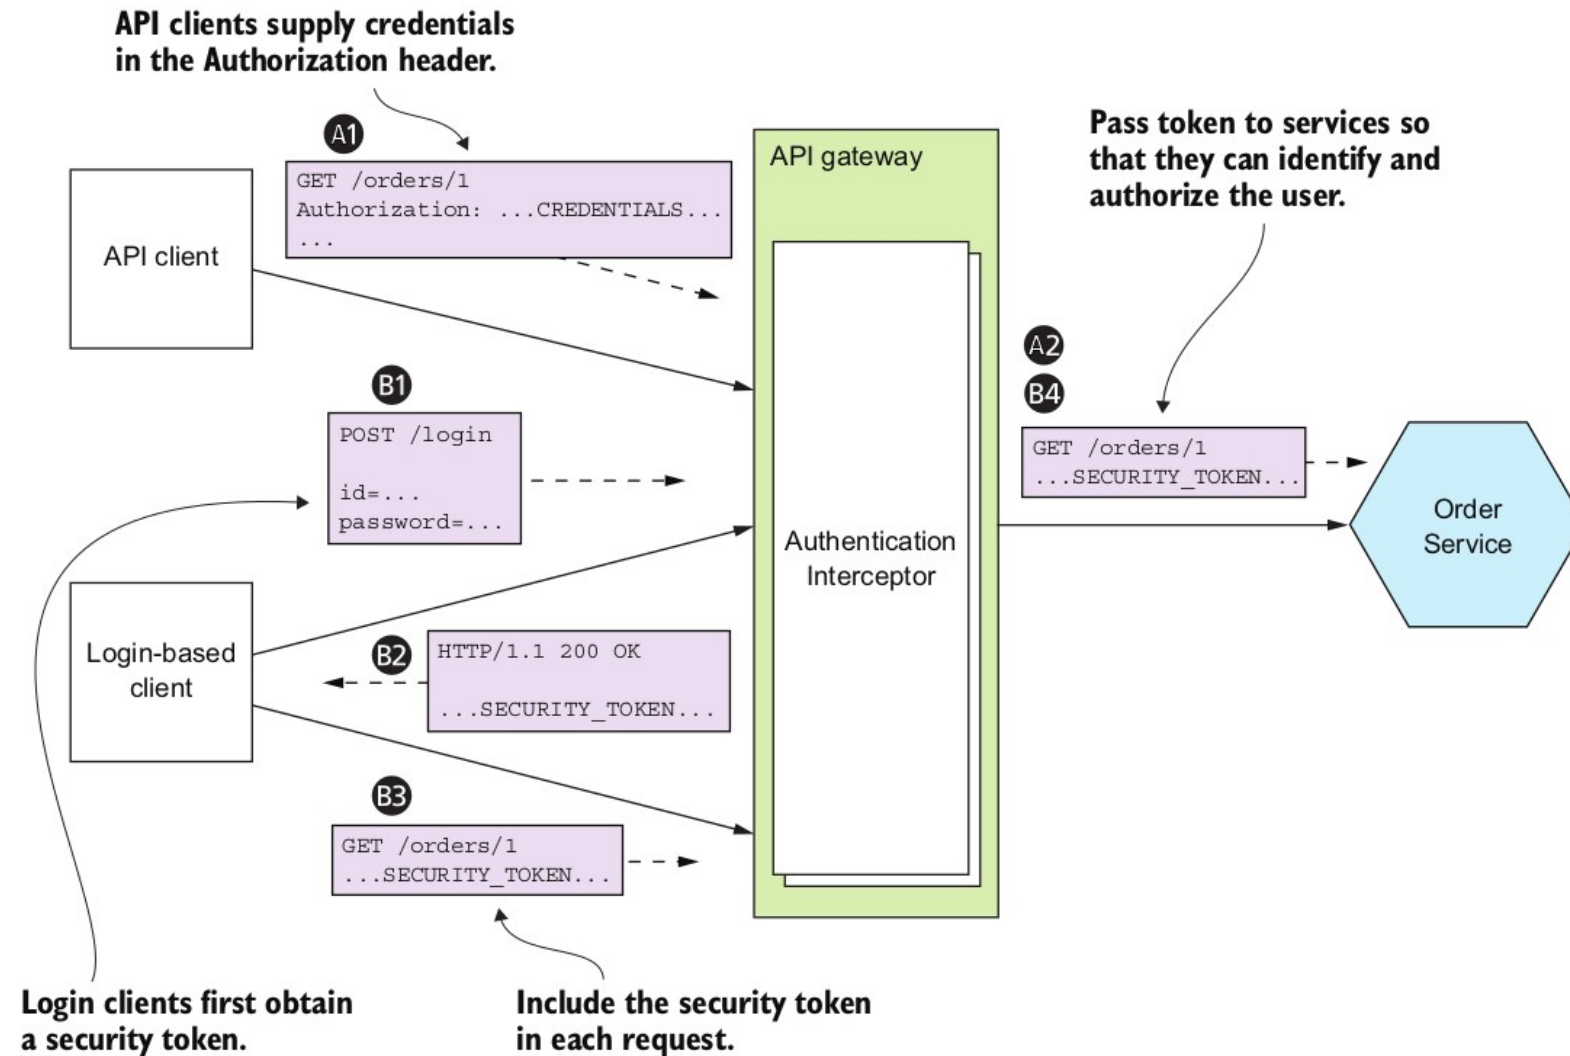 API clients supply credentials
in the Authorization header.
A1
GET /orders/1
Authorization: ...CREDENTIALS...
...
API client
API gateway
Pass token to services so
that they can identify and
authorize the user.
B1
POST /login
id=...
password=...
A2
B4
GET /orders/1
...SECURITY_TOKEN...
Authentication
Interceptor
Order
Service
Login-based
client
B2
HTTP/1.1 200 OK
...SECURITY_TOKEN...
B3
GET /orders/1
...SECURITY_TOKEN...
Login clients first obtain
a security token.
Include the security token
in each request.